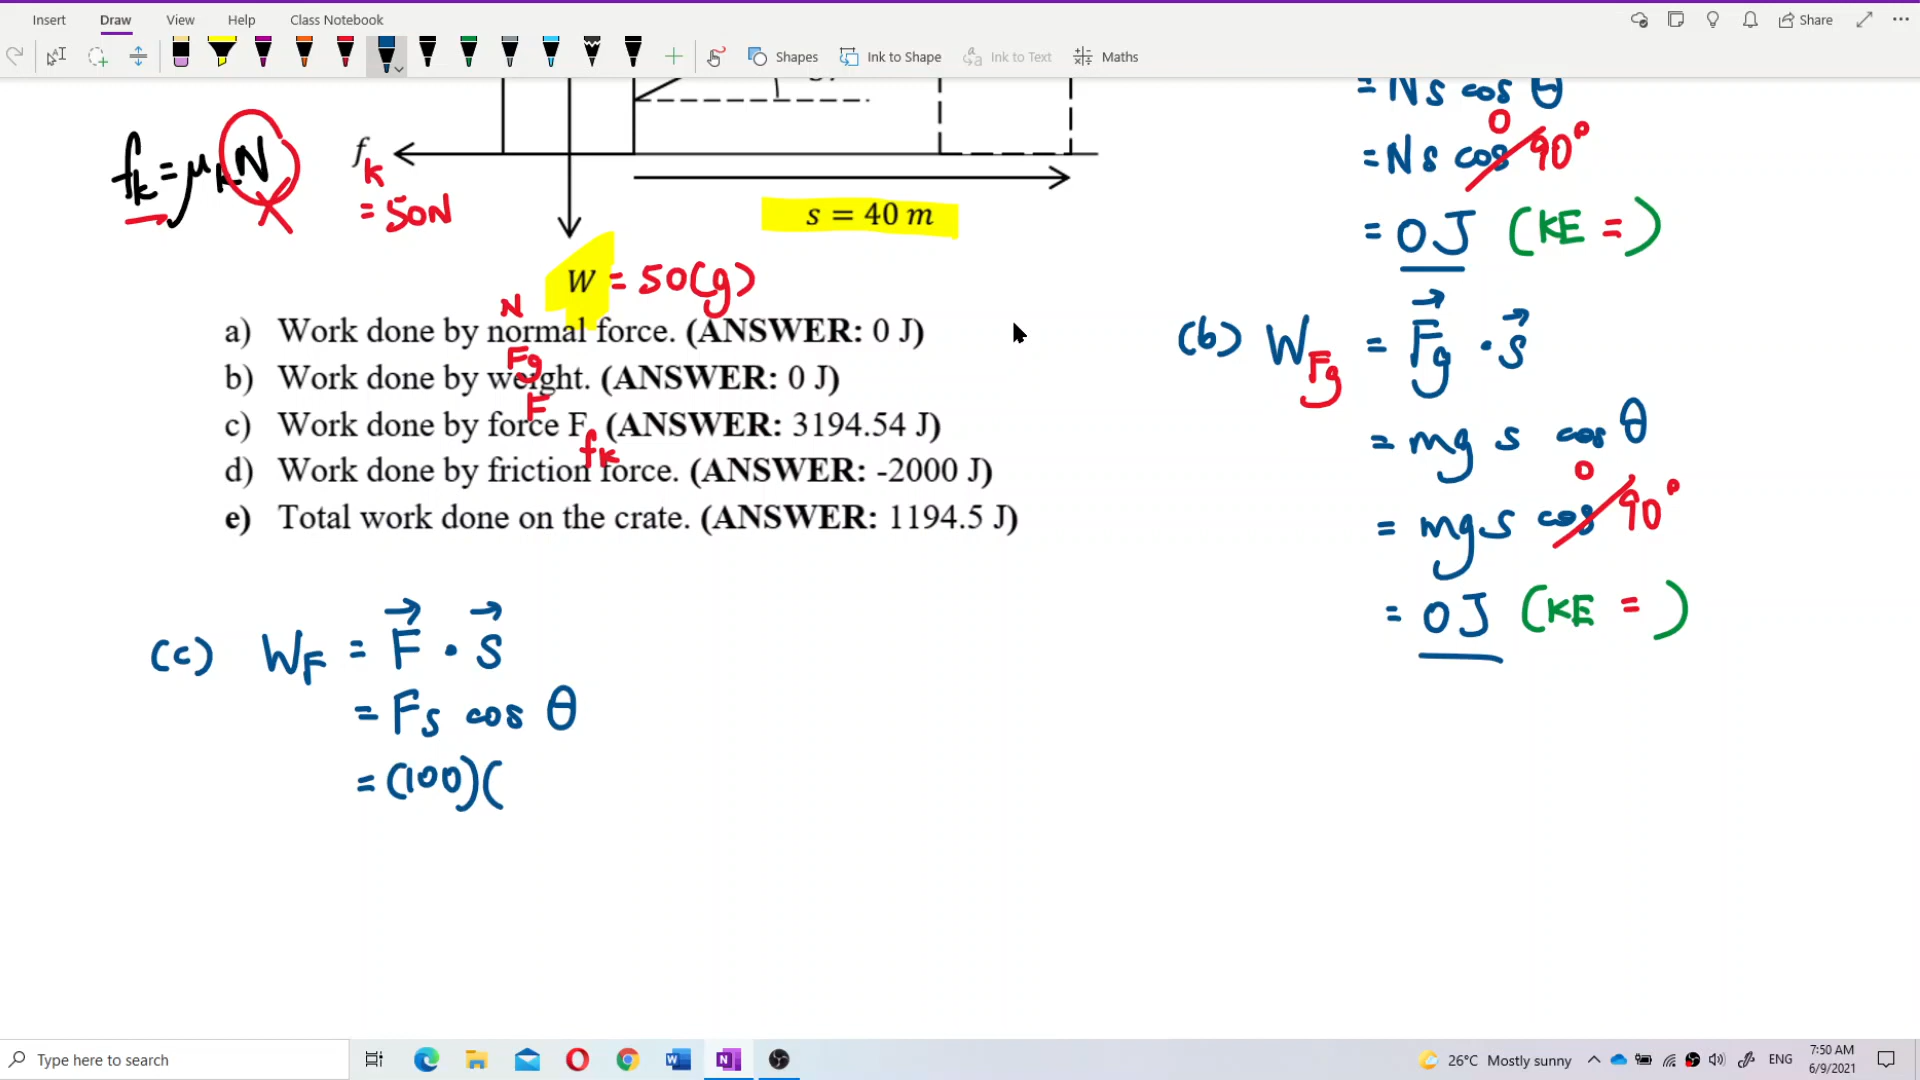 Insert Draw View Help Class Notebook Share
Shapes Ink to Shape Ink to Text Maths
fk = μkN
fk
= 50N
s = 40 m
W = 50(g)
N
a) Work done by normal force. (ANSWER: 0 J)
Fg
b) Work done by weight. (ANSWER: 0 J)
F
c) Work done by force F. (ANSWER: 3194.54 J)
fk
d) Work done by friction force. (ANSWER: -2000 J)
e) Total work done on the crate. (ANSWER: 1194.5 J)
(c) WF = F⃗ · s⃗
= Fs cos θ
= (100)(
= Ns cos θ
0
= Ns cos 90°
= 0J (KE = )
(b) WFg = F⃗g · s⃗
= mg s cos θ
0
= mgs cos 90°
= 0J (KE = )
Type here to search
26°C Mostly sunny ENG 7:50 AM
6/9/2021